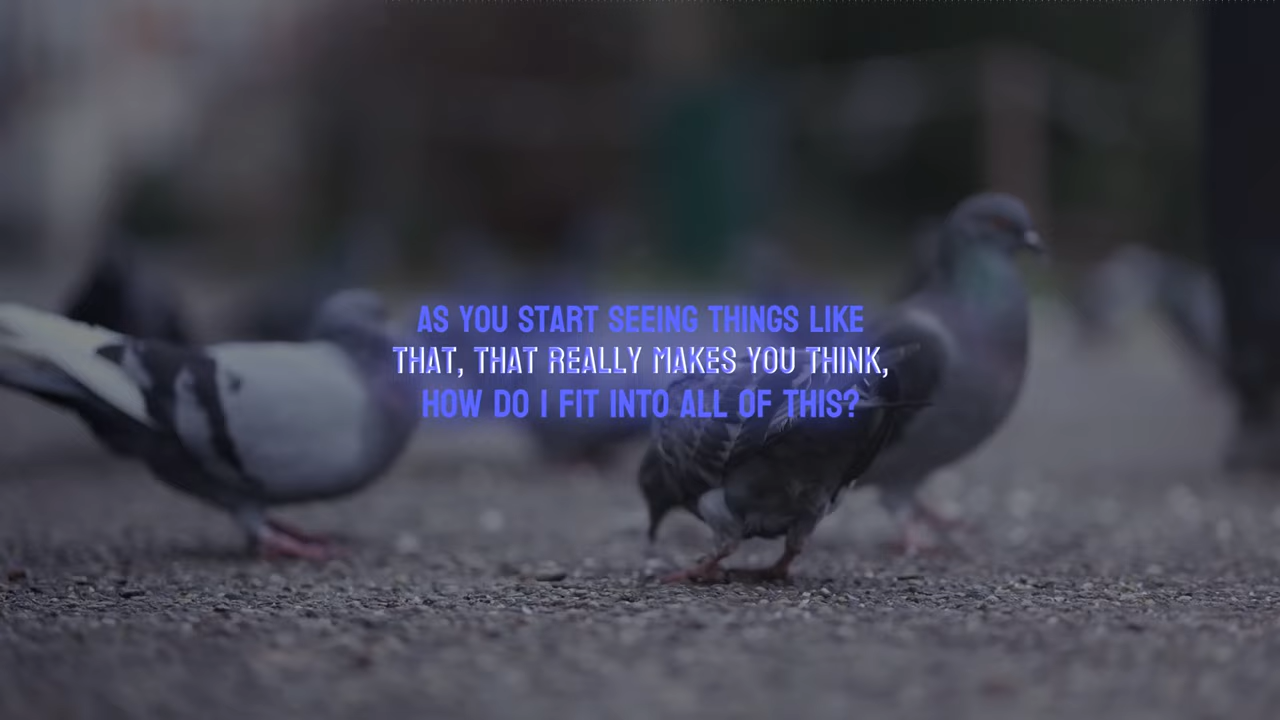 AS YOU START SEEING THINGS LIKE
THAT, THAT REALLY MAKES YOU THINK,
HOW DO I FIT INTO ALL OF THIS?